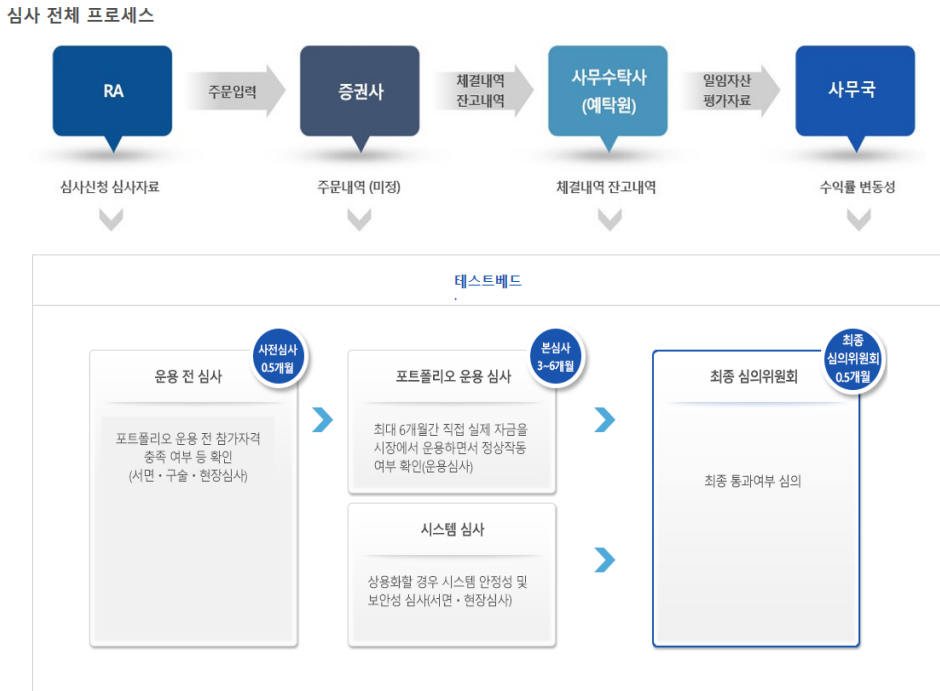 심사 전체 프로세스
RA
주문입력
증권사
체결내역
잔고내역
사무수탁사
(예탁원)
일임자산
평가자료
사무국
심사신청 심사자료
주문내역 (미정)
체결내역 잔고내역
수익률 변동성
테스트베드
사전심사
0.5개월
운용 전 심사
포트폴리오 운용 전 참가자격
충족 여부 등 확인
(서면・구술・현장심사)
본심사
3~6개월
포트폴리오 운용 심사
최대 6개월간 직접 실제 자금을
시장에서 운용하면서 정상작동
여부 확인(운용심사)
시스템 심사
상용화할 경우 시스템 안정성 및
보안성 심사(서면・현장심사)
최종
심의위원회
0.5개월
최종 심의위원회
최종 통과여부 심의